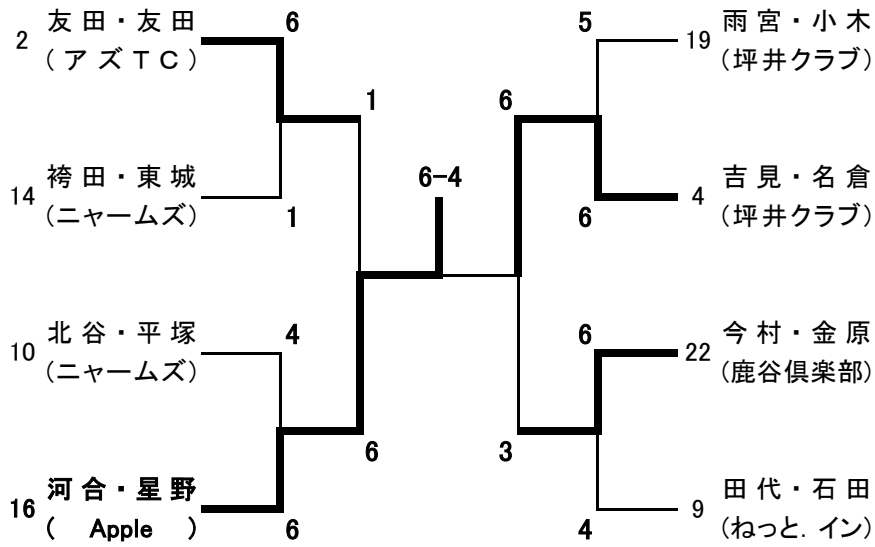 2 友田・友田
(アズTC)
6
1
14 袴田・東城
(ニャームズ)
1
10 北谷・平塚
(ニャームズ)
4
6
16 河合・星野
( Apple )
6
6-4
5
19 雨宮・小木
(坪井クラブ)
6
4 吉見・名倉
(坪井クラブ)
6
6
22 今村・金原
(鹿谷倶楽部)
3
9 田代・石田
(ねっと. イン)
4